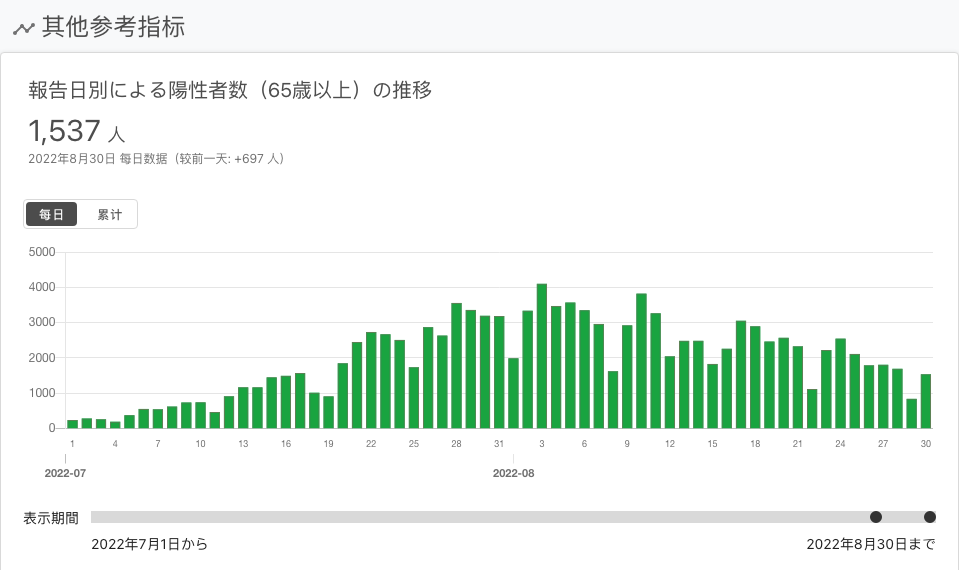 其他参考指标
報告日別による陽性者数（65歳以上）の推移
1,537 人
2022年8月30日 每日数据（较前一天: +697 人）
每日 累计
5000
4000
3000
2000
1000
0
1 4 7 10 13 16 19 22 25 28 31 3 6 9 12 15 18 21 24 27 30
2022-07 2022-08
表示期間
2022年7月1日から 2022年8月30日まで